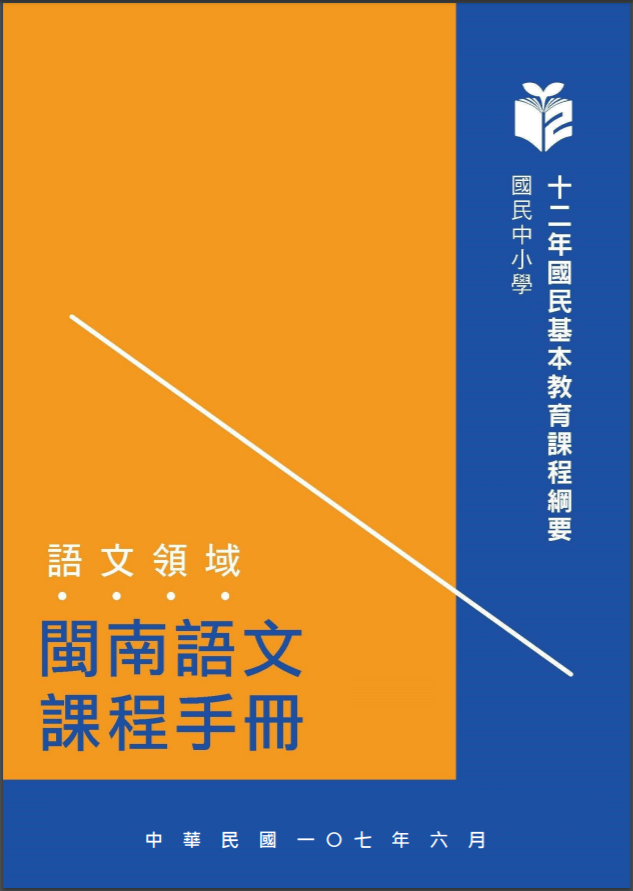 十二年國民基本教育課程綱要
國民中小學
語文領域
閩南語文
課程手冊
中華民國一〇七年六月